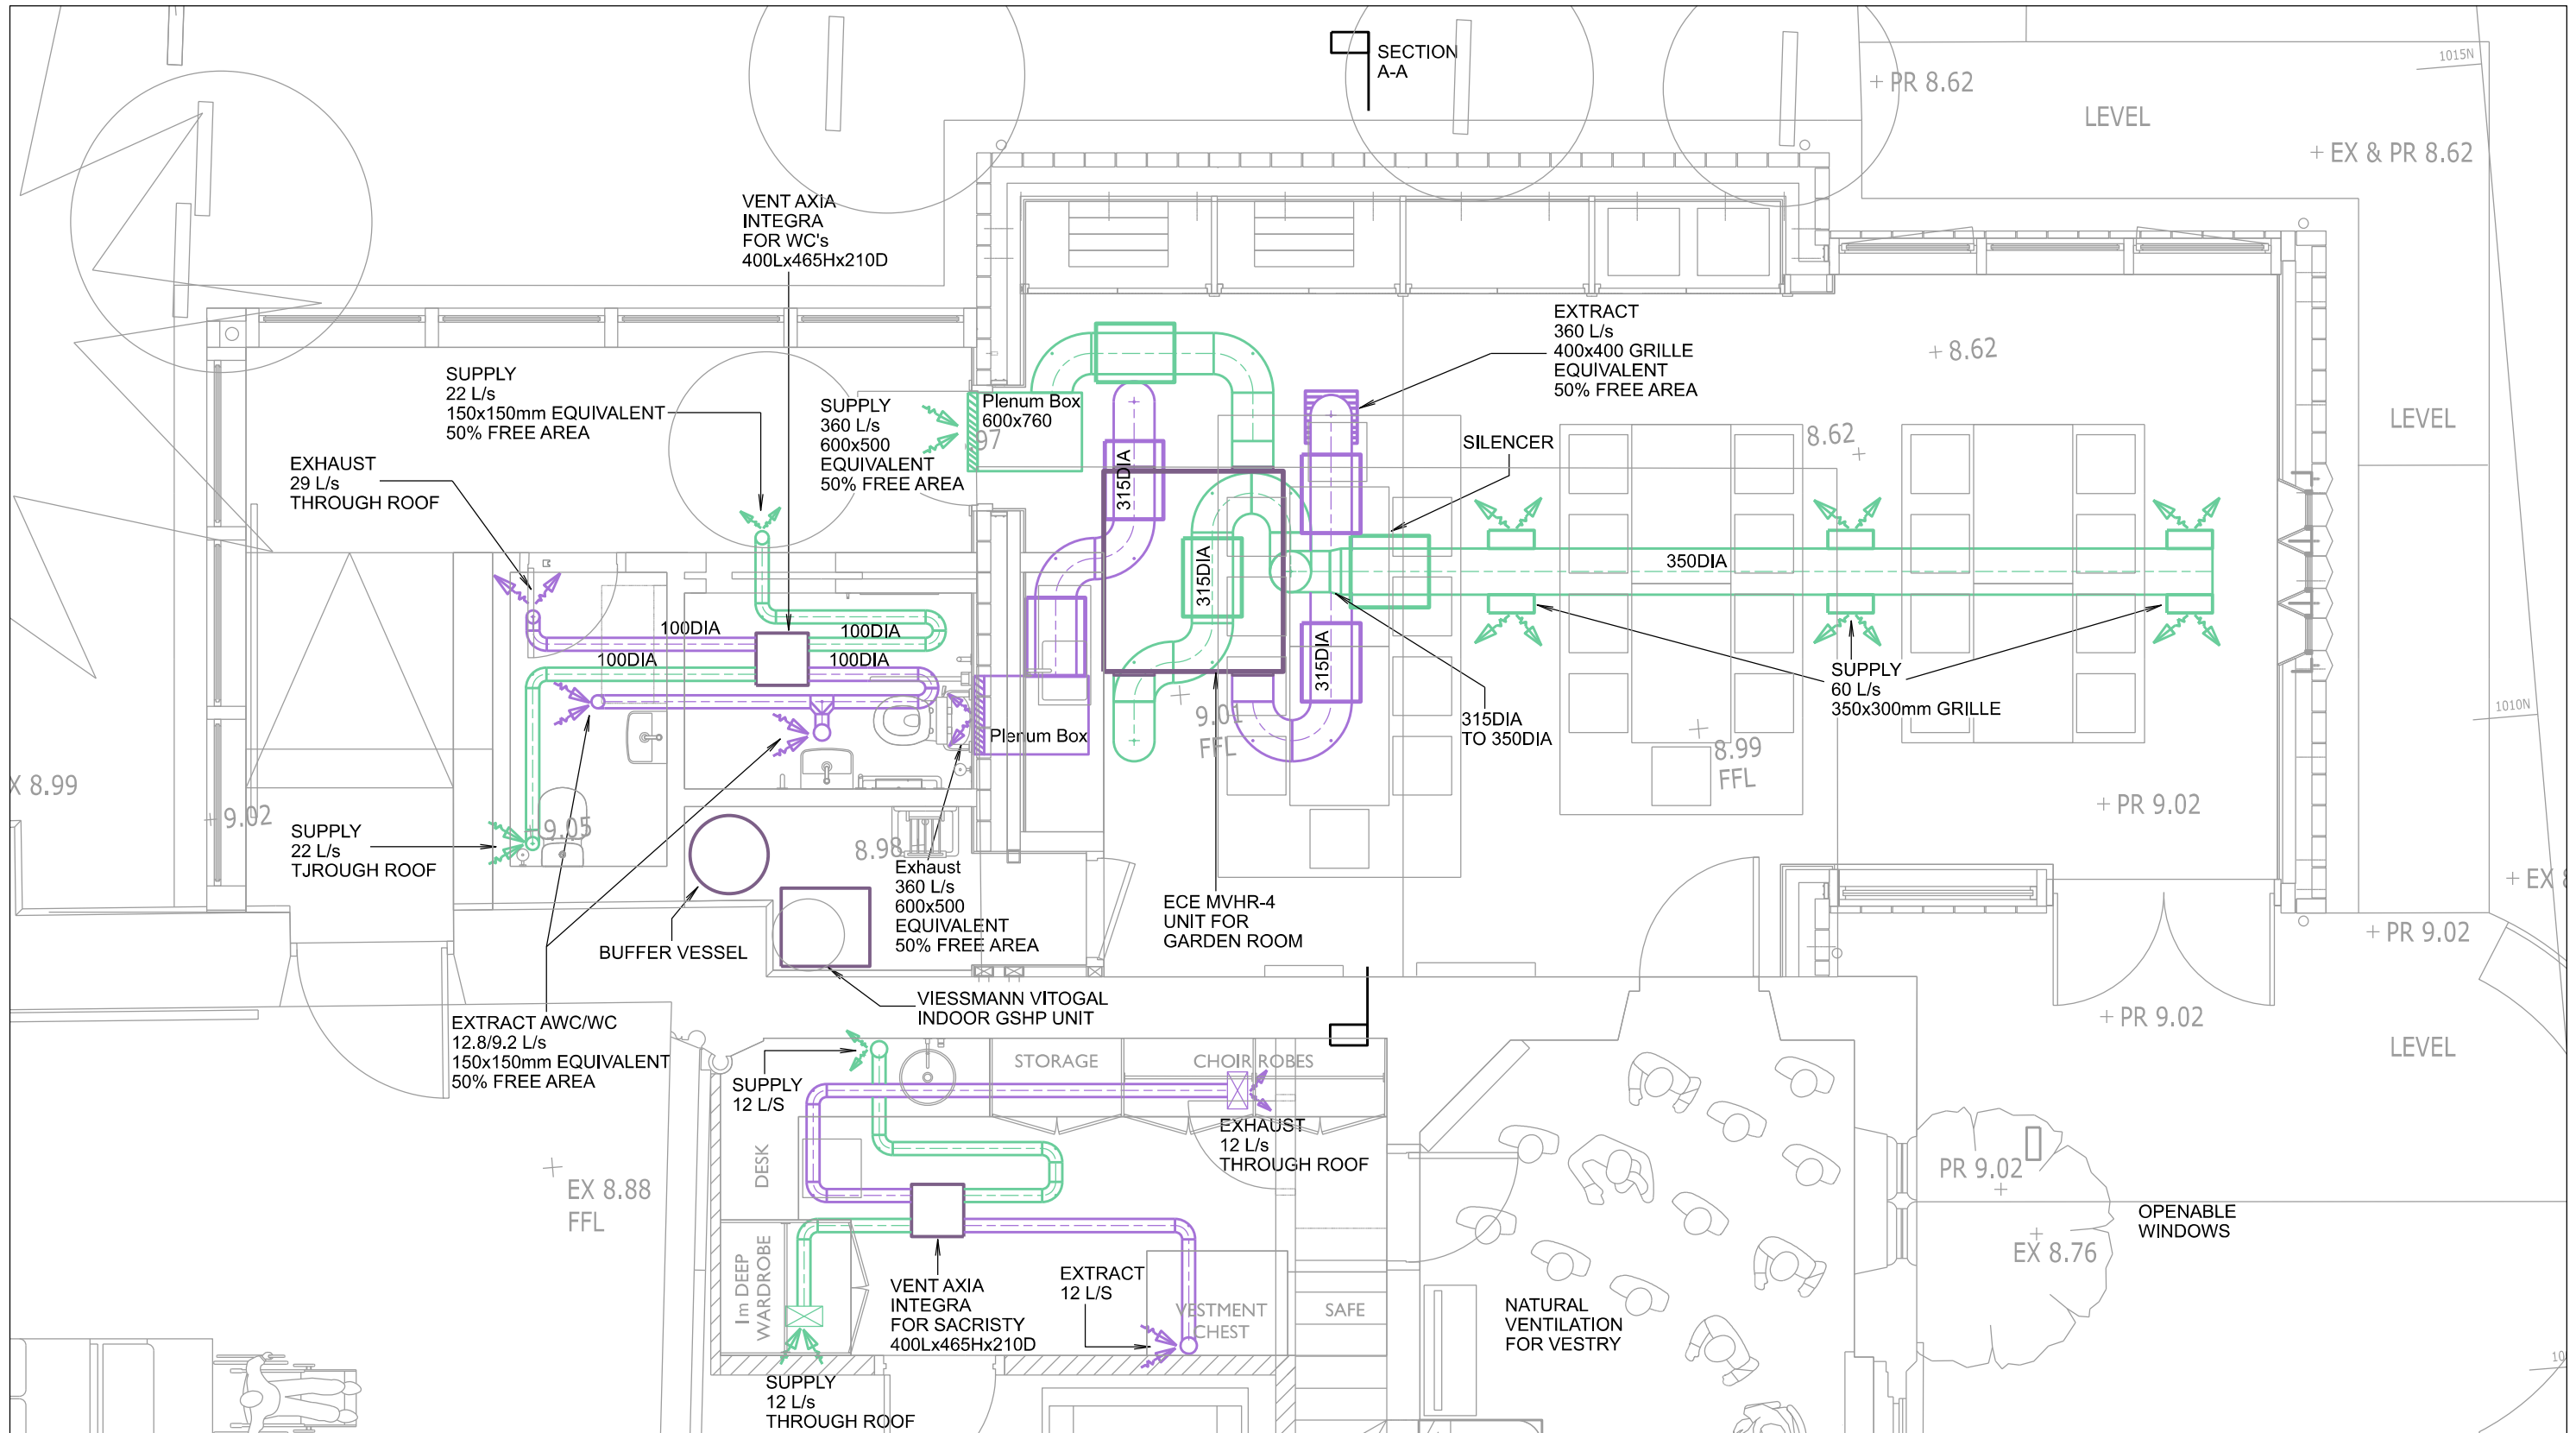 SECTION
A-A
+ PR 8.62
1015N
LEVEL
+ EX & PR 8.62
VENT AXIA
INTEGRA
FOR WC's
400Lx465Hx210D
EXTRACT
360 L/s
400x400 GRILLE
EQUIVALENT
50% FREE AREA
+ 8.62
SUPPLY
22 L/s
150x150mm EQUIVALENT
50% FREE AREA
SUPPLY
360 L/s
600x500
EQUIVALENT
50% FREE AREA
Plenum Box
600x760
97
LEVEL
8.62
+
SILENCER
EXHAUST
29 L/s
THROUGH ROOF
315DIA
315DIA
315DIA
350DIA
100DIA
100DIA
100DIA
100DIA
SUPPLY
60 L/s
350x300mm GRILLE
315DIA
TO 350DIA
1010N
+
9.01
FFL
Plenum Box
+
8.99
FFL
X 8.99
+ 9.02
+ 9.05
+ PR 9.02
SUPPLY
22 L/s
TJROUGH ROOF
8.98
Exhaust
360 L/s
600x500
EQUIVALENT
50% FREE AREA
ECE MVHR-4
UNIT FOR
GARDEN ROOM
+ EX 8
+ PR 9.02
BUFFER VESSEL
VIESSMANN VITOGAL
INDOOR GSHP UNIT
+ PR 9.02
LEVEL
EXTRACT AWC/WC
12.8/9.2 L/s
150x150mm EQUIVALENT
50% FREE AREA
STORAGE
CHOIR ROBES
SUPPLY
12 L/S
EXHAUST
12 L/s
THROUGH ROOF
DESK
PR 9.02
+
+
EX 8.88
FFL
OPENABLE
WINDOWS
+
EX 8.76
1m DEEP
WARDROBE
VENT AXIA
INTEGRA
FOR SACRISTY
400Lx465Hx210D
EXTRACT
12 L/S
VESTMENT
CHEST
SAFE
NATURAL
VENTILATION
FOR VESTRY
10
SUPPLY
12 L/s
THROUGH ROOF